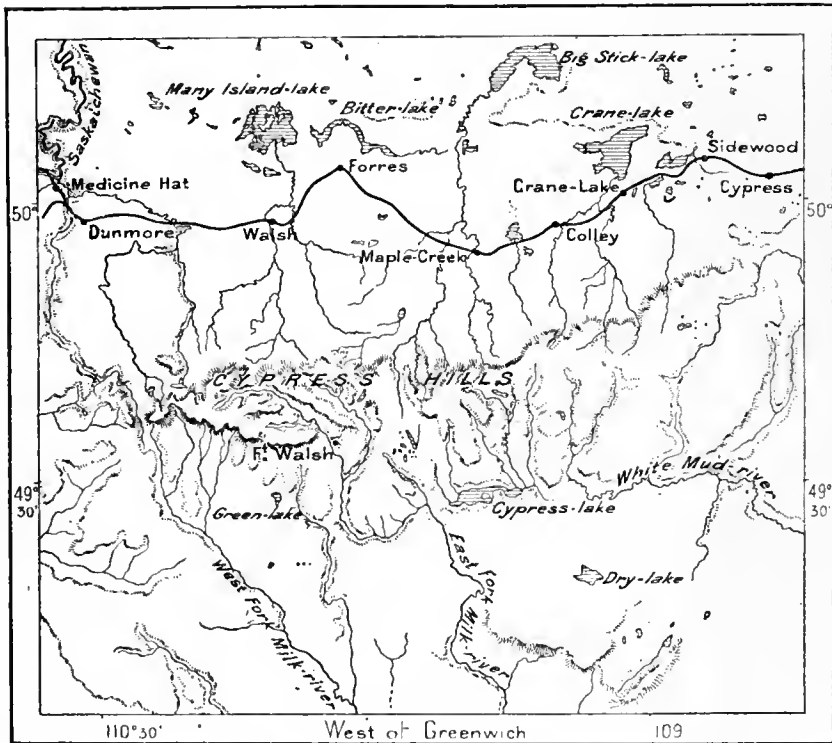 Big Stick-lake
Many Island-lake
Bitter-lake
Crane-lake
Saskatchewan
Sidewood
Medicine Hat
Forres
Crane-Lake
Cypress
50°
50°
Dunmore
Walsh
Maple-Creek
Colley
CYPRESS HILLS
Ft. Walsh
White Mud-river
49°
30'
49°
30'
Green-lake
Cypress-lake
West Fork Milk-river
East Fork
Milk-river
Dry-lake
110°30'
West of Greenwich
109